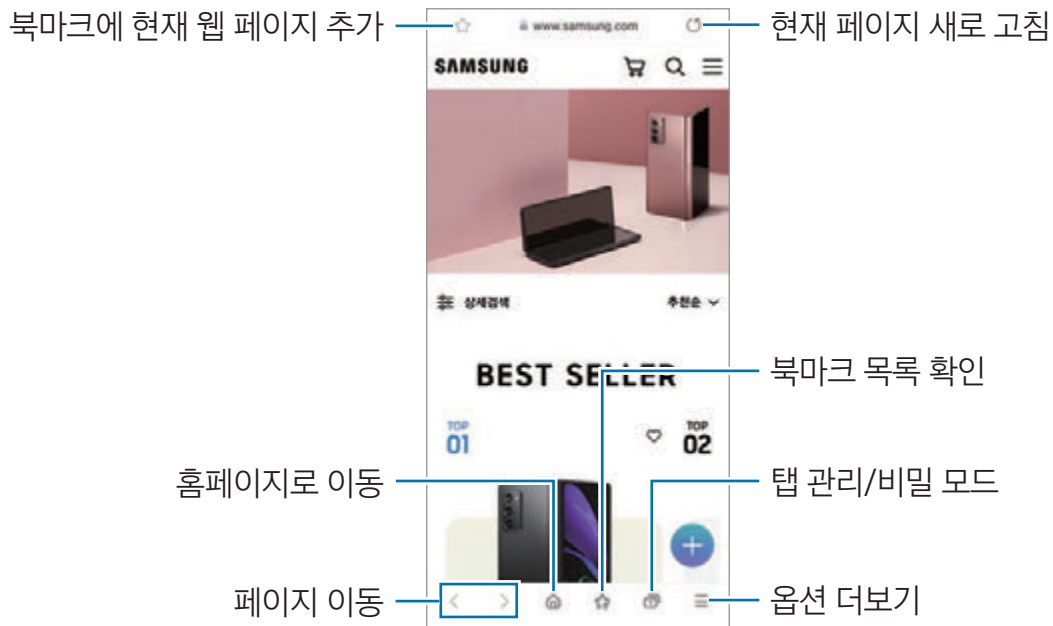 북마크에 현재 웹 페이지 추가
www.samsung.com
현재 페이지 새로 고침
SAMSUNG
상세검색
추천순
BEST SELLER
북마크 목록 확인
TOP
01
TOP
02
홈페이지로 이동
탭 관리/비밀 모드
페이지 이동
1
옵션 더보기